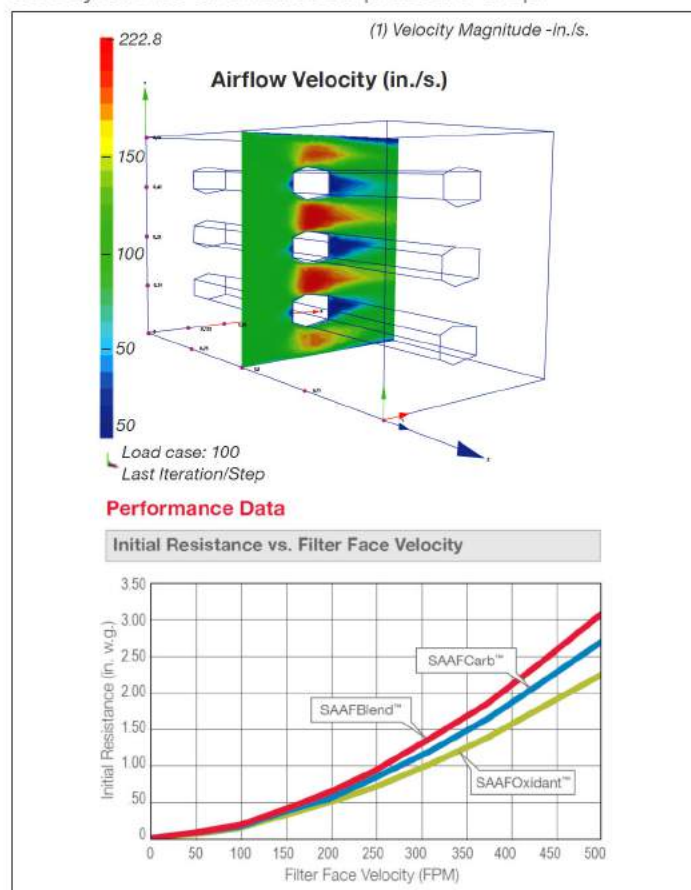 (1) Velocity Magnitude -in./s.
222.8
Airflow Velocity (in./s.)
150
100
50
50
Load case: 100
Last Iteration/Step
Performance Data
Initial Resistance vs. Filter Face Velocity
Initial Resistance (in. w.g.)
3.50
3.00
2.50
2.00
1.50
1.00
50
0
SAAFCarb™
SAAFBlend™
SAAFOxidant™
0 50 100 150 200 250 300 350 400 450 500
Filter Face Velocity (FPM)